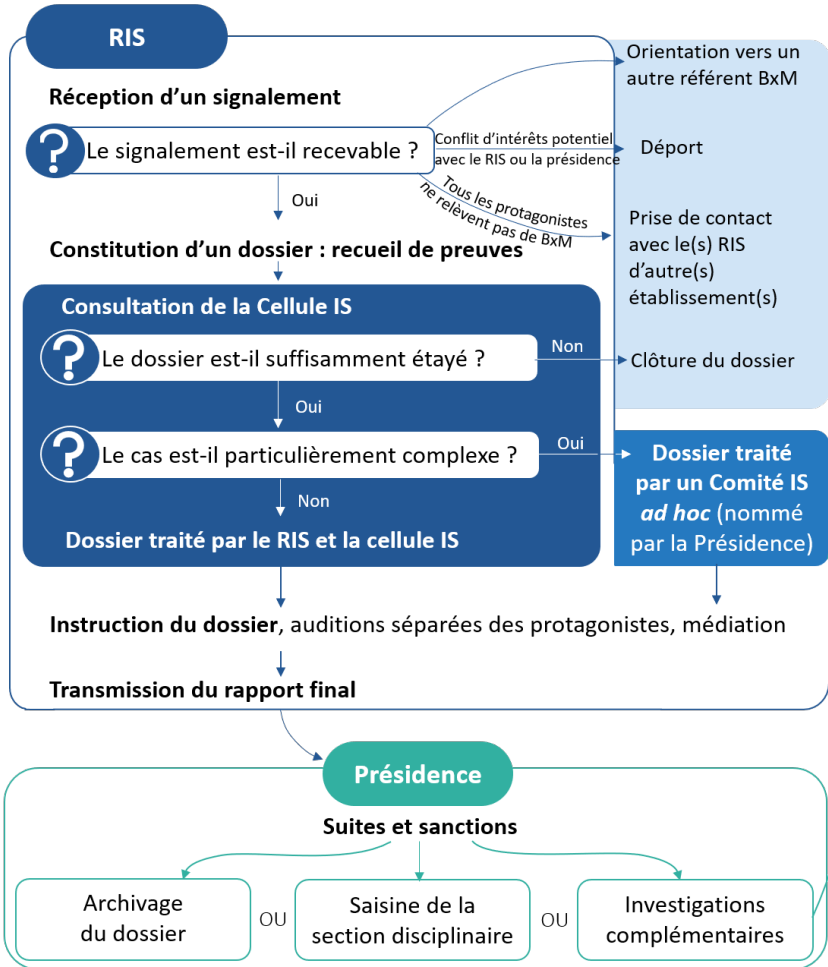 RIS
Réception d’un signalement
Le signalement est-il recevable ?
Oui
Conflit d’intérêts potentiel
avec le RIS ou la présidence
Tous les protagonistes
ne relèvent pas de BxM
Orientation vers un
autre référent BxM
Déport
Prise de contact
avec le(s) RIS
d’autre(s)
établissement(s)
Constitution d’un dossier : recueil de preuves
Consultation de la Cellule IS
Le dossier est-il suffisamment étayé ?
Non
Clôture du dossier
Oui
Le cas est-il particulièrement complexe ?
Oui
Dossier traité
par un Comité IS
ad hoc (nommé
par la Présidence)
Non
Dossier traité par le RIS et la cellule IS
Instruction du dossier, auditions séparées des protagonistes, médiation
Transmission du rapport final
Présidence
Suites et sanctions
Archivage
du dossier
OU
Saisine de la
section disciplinaire
OU
Investigations
complémentaires